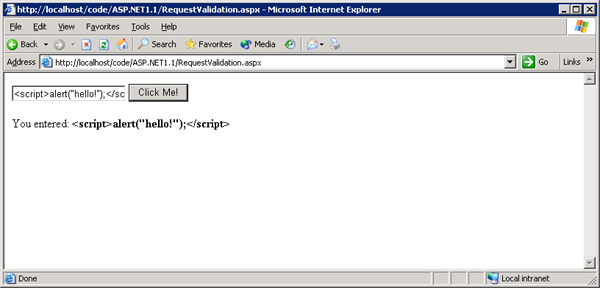 http://localhost/code/ASP.NET1.1/RequestValidation.aspx - Microsoft Internet Explorer
File Edit View Favorites Tools Help
Back Search Favorites Media
Address http://localhost/code/ASP.NET1.1/RequestValidation.aspx Go Links »
<script>alert("hello!");</sc Click Me!
You entered: <script>alert("hello!");</script>
Done Local intranet